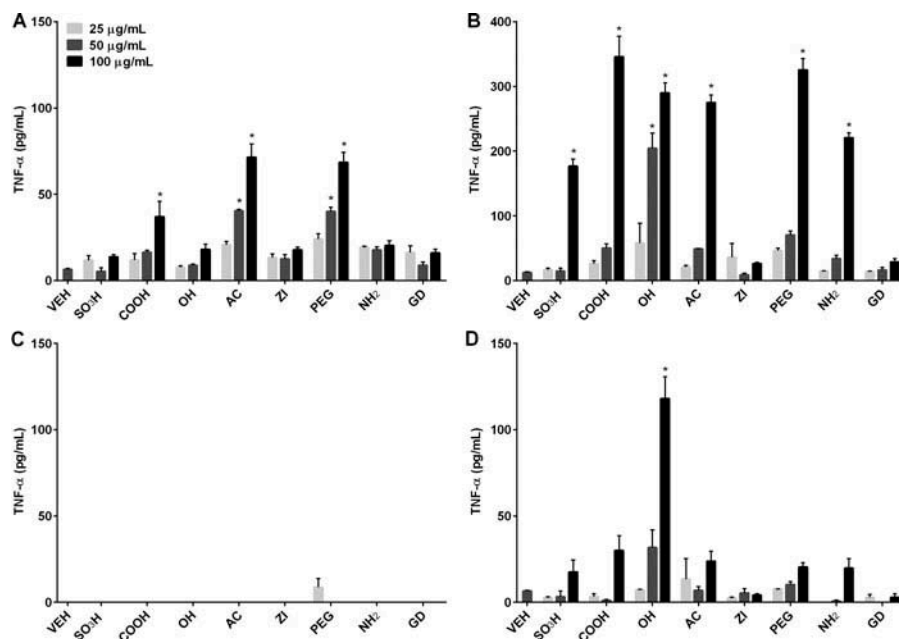 A
150
100
50
0
TNF-α (pg/mL)
25 μg/mL
50 μg/mL
100 μg/mL
* * * * *
VEH SO3H COOH OH AC ZI PEG NH2 GD
B
400
300
200
100
0
TNF-α (pg/mL)
* * * * * * *
VEH SO3H COOH OH AC ZI PEG NH2 GD
C
150
100
50
0
TNF-α (pg/mL)
VEH SO3H COOH OH AC ZI PEG NH2 GD
D
150
100
50
0
TNF-α (pg/mL)
*
VEH SO3H COOH OH AC ZI PEG NH2 GD